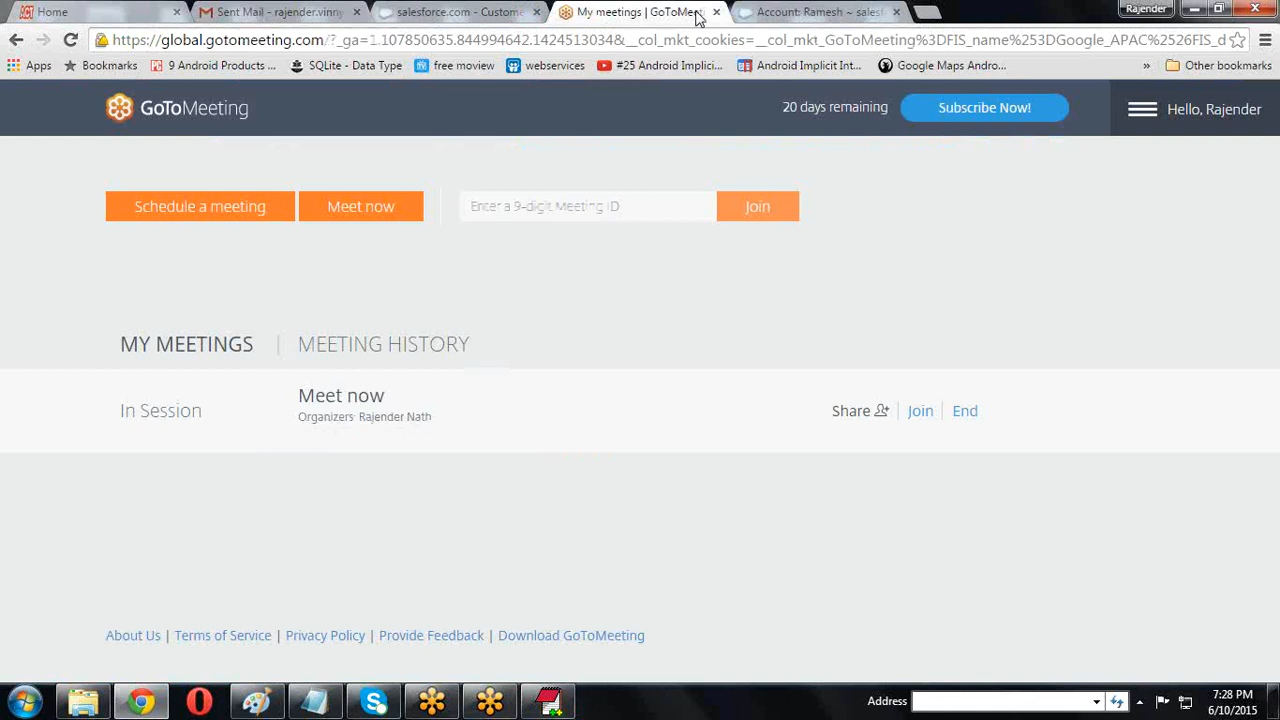 Home
Sent Mail - rajender.vinny
salesforce.com - Custome
My meetings | GoToMeeti
Account: Ramesh ~ salesf
Rajender
https://global.gotomeeting.com/?_ga=1.107850635.844994642.1424513034&__col_mkt_cookies=__col_mkt_GoToMeeting%3DFIS_name%253DGoogle_APAC%2526FIS_d
Apps Bookmarks 9 Android Products ... SQLite - Data Type free moview webservices #25 Android Implici... Android Implicit Int... Google Maps Andro... » Other bookmarks
GoToMeeting
20 days remaining
Subscribe Now!
Hello, Rajender
Schedule a meeting
Meet now
Enter a 9-digit Meeting ID
Join
MY MEETINGS | MEETING HISTORY
In Session
Meet now
Organizers: Rajender Nath
Share | Join | End
About Us | Terms of Service | Privacy Policy | Provide Feedback | Download GoToMeeting
Address
7:28 PM
6/10/2015